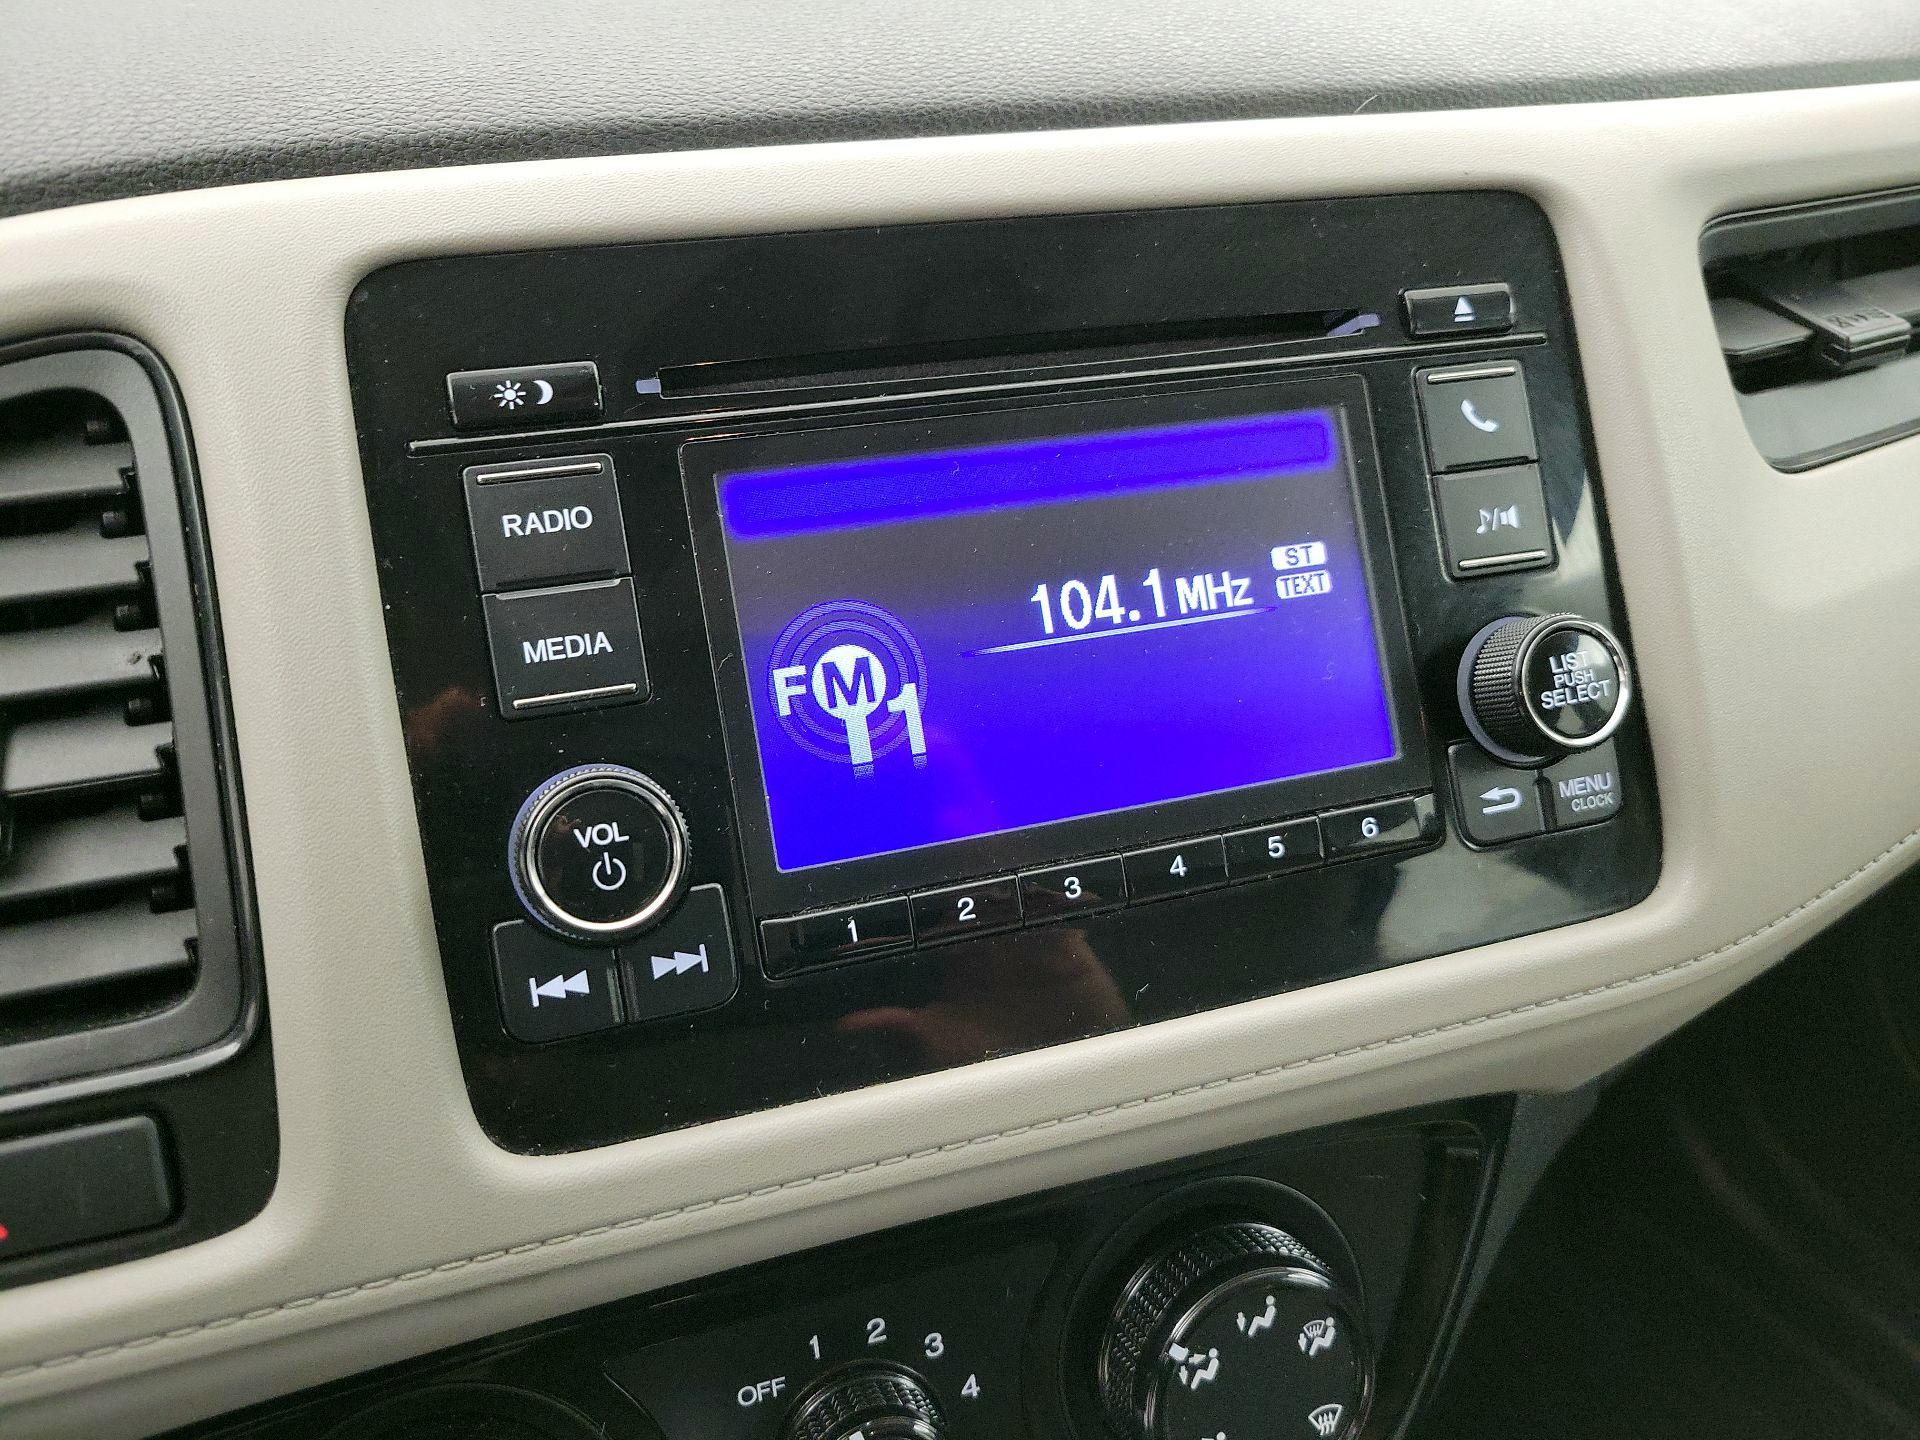 RADIO
MEDIA
VOL
104.1 MHz
ST
TEXT
FM
1
LIST
PUSH
SELECT
MENU
CLOCK
1 2 3 4 5 6
OFF 1 2 3 4